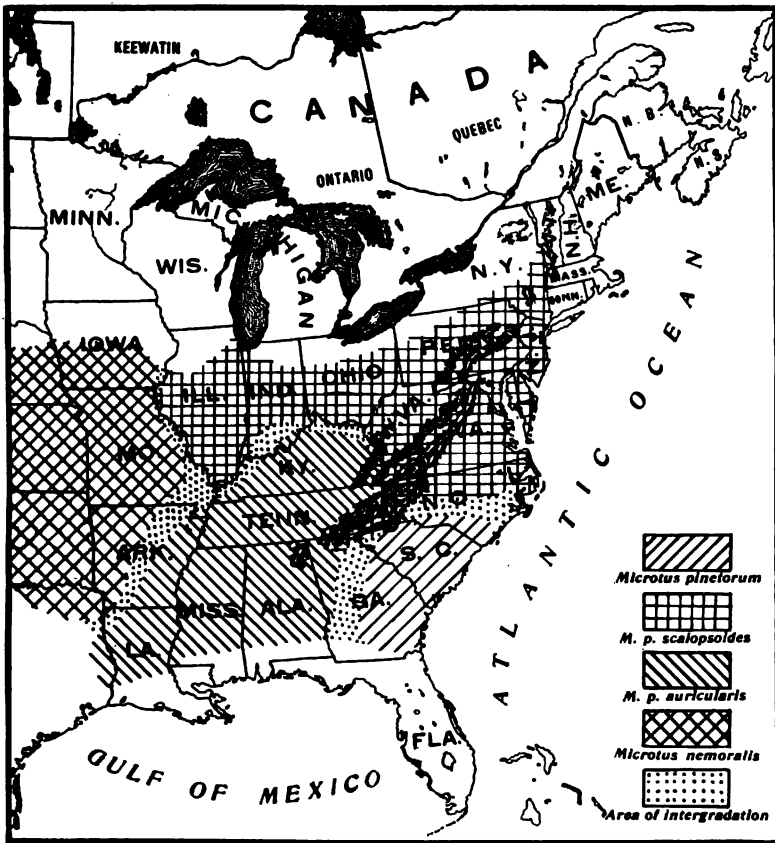 KEEWATIN
CANADA
QUEBEC
ONTARIO
N. B.
N. S.
ME.
N.H.
MINN.
MICHIGAN
WIS.
N. Y.
MASS.
CONN.
IOWA
ILL.
IND.
OHIO
W. VA.
MO.
KY.
N. C.
TENN.
ARK.
S. C.
MISS.
ALA.
GA.
LA.
FLA.
ATLANTIC OCEAN
GULF OF MEXICO
Microtus pinetorum
M. p. scalopsoides
M. p. auricularis
Microtus nemoralis
Area of intergradation